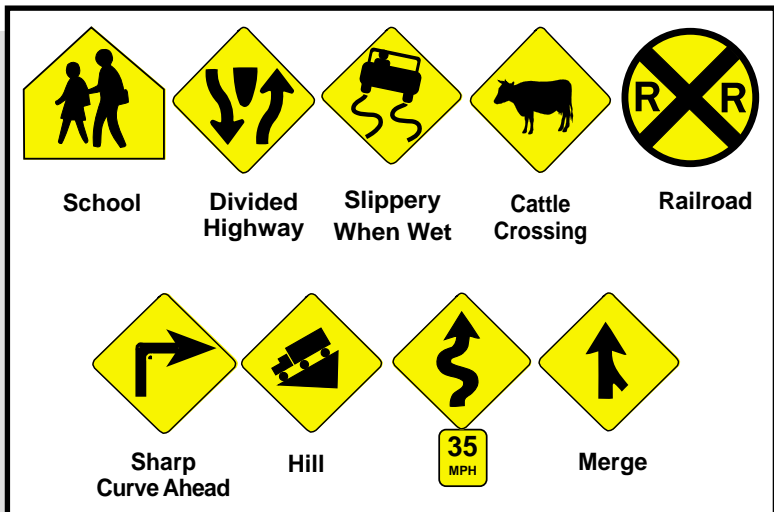 R R
School
Divided
Highway
Slippery
When Wet
Cattle
Crossing
Railroad
Sharp
Curve Ahead
Hill
35
MPH
Merge